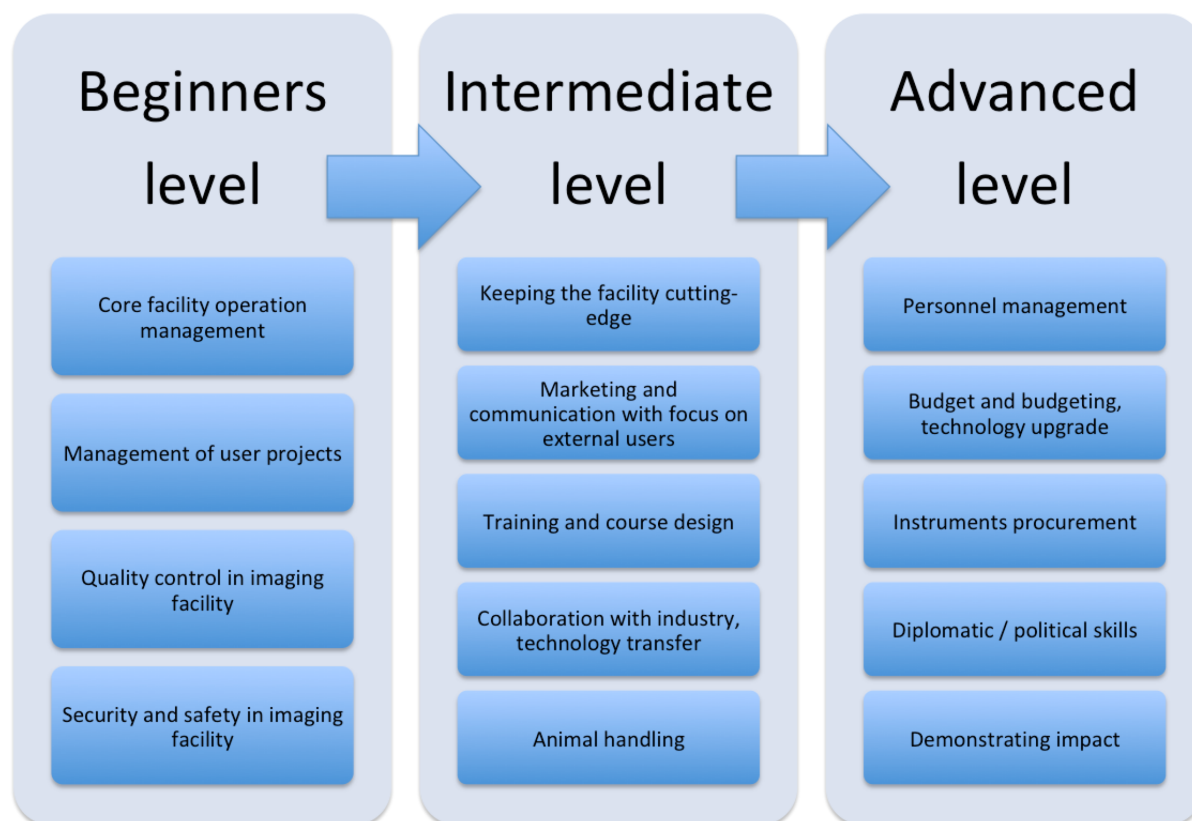 Beginners
level
Core facility operation
management
Management of user projects
Quality control in imaging
facility
Security and safety in imaging
facility
Intermediate
level
Keeping the facility cutting-
edge
Marketing and
communication with focus on
external users
Training and course design
Collaboration with industry,
technology transfer
Animal handling
Advanced
level
Personnel management
Budget and budgeting,
technology upgrade
Instruments procurement
Diplomatic / political skills
Demonstrating impact